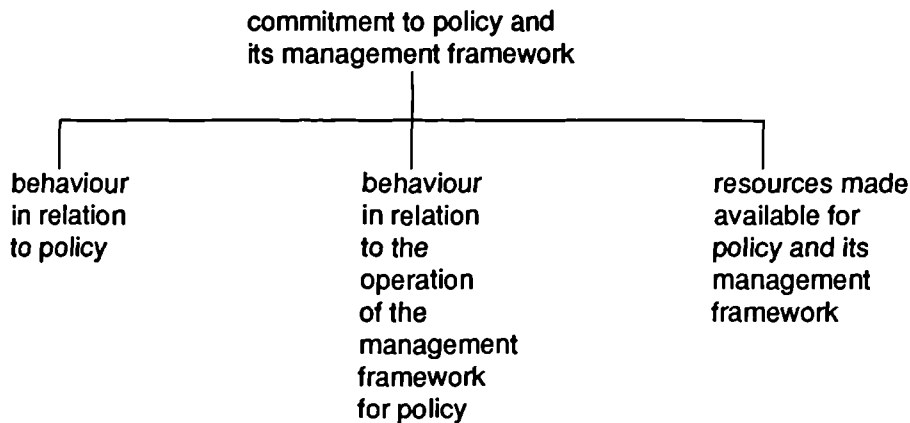 commitment to policy and
its management framework
behaviour
in relation
to policy
behaviour
in relation
to the
operation
of the
management
framework
for policy
resources made
available for
policy and its
management
framework